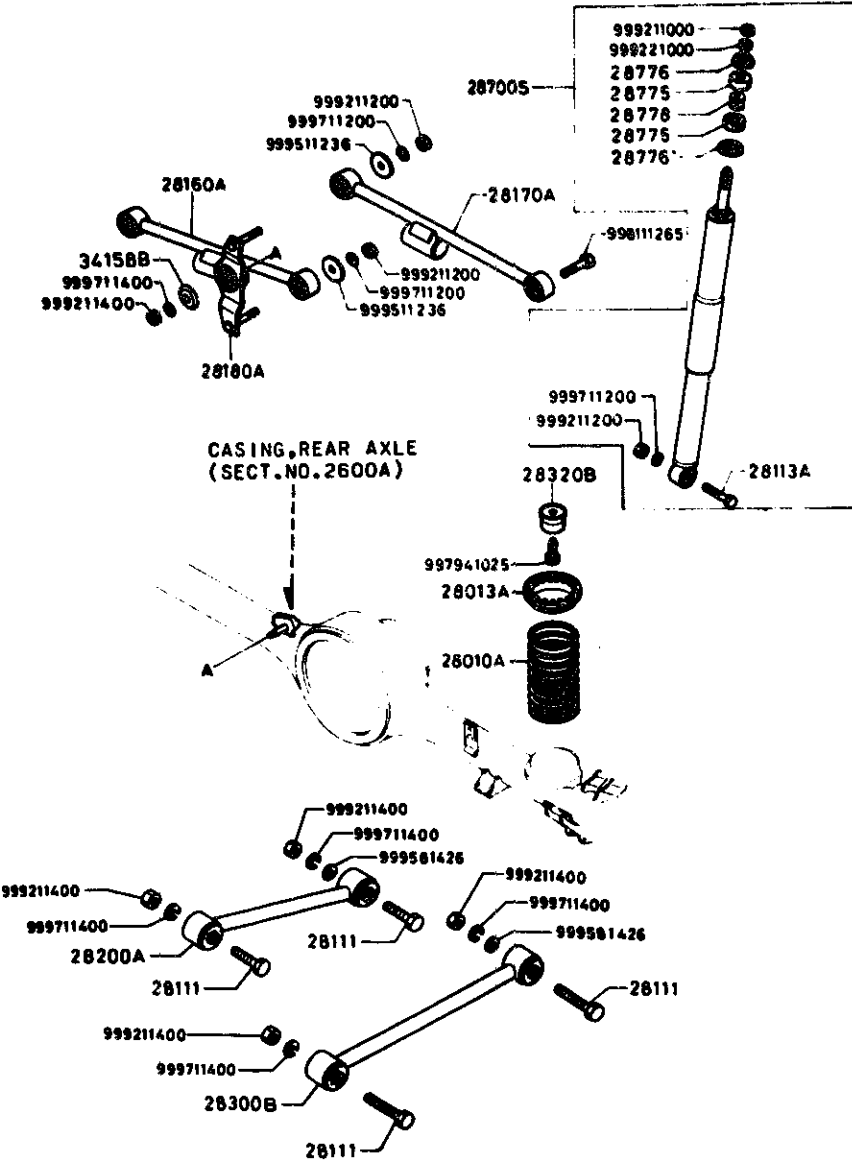 999211000
999221000
28776
28775
28778
28775
28776
28700S
999211200
999711200
999511236
28160A
28170A
998111265
34158B
999711400
999211400
999211200
999711200
999511236
28180A
999711200
999211200
28113A
CASING,REAR AXLE
(SECT.NO.2600A)
28320B
997941025
28013A
28010A
A
A
999211400
999711400
999581426
999211400
999711400
28200A
28111
28111
999211400
999711400
999581426
28111
999211400
999711400
28300B
28111